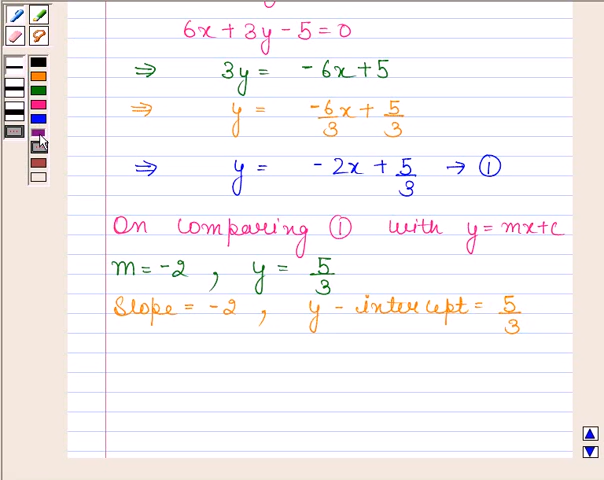 6x + 3y - 5 = 0
⇒ 3y = -6x + 5
⇒ y = -6/3 x + 5/3
⇒ y = -2x + 5/3 → ①
On comparing ① with y = mx + c
m = -2 , y = 5/3
Slope = -2 , y - intercept = 5/3